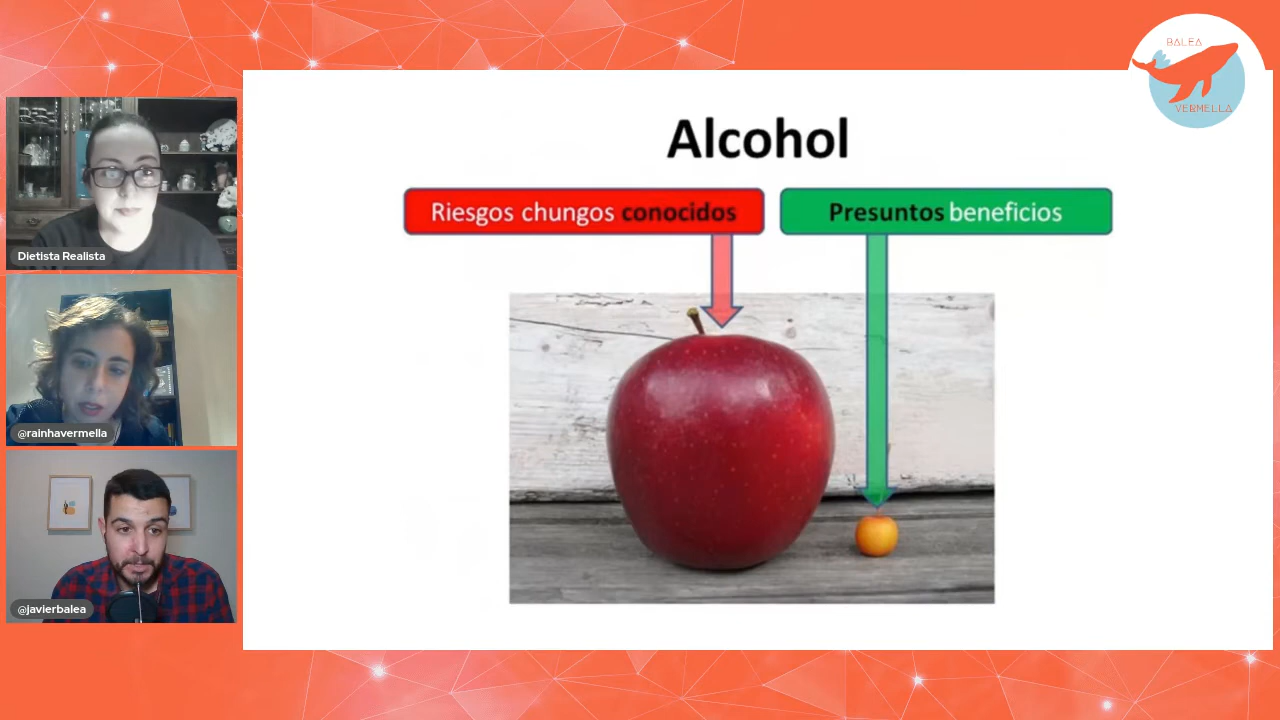 BALEA
VERMELLA
Alcohol
Riesgos chungos conocidos
Presuntos beneficios
Dietista Realista
@rainhavermella
@javierbalea